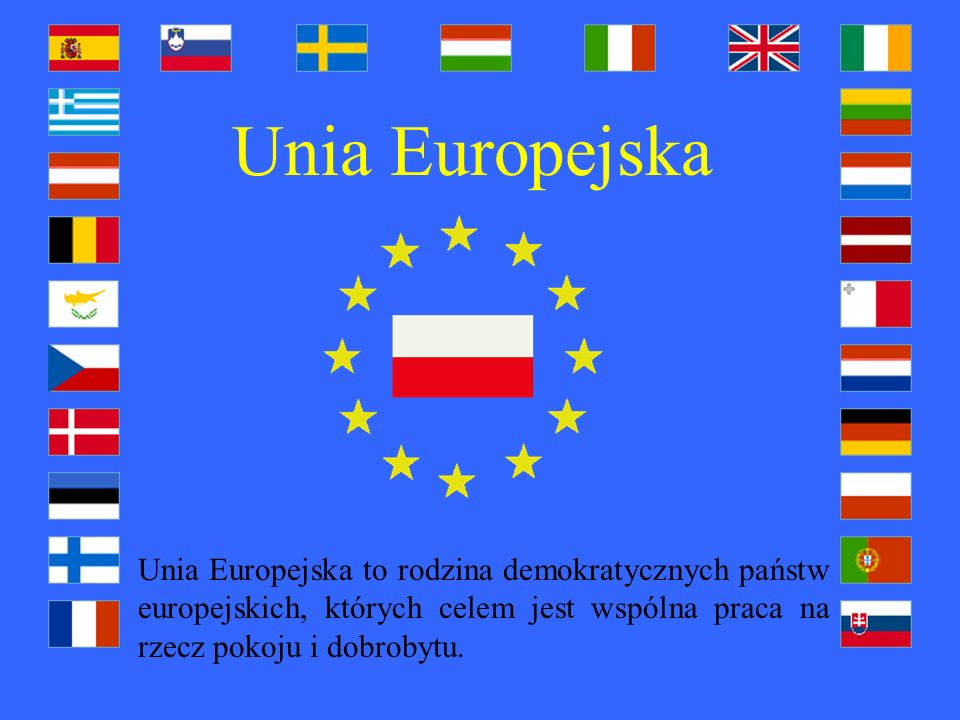 Unia Europejska
Unia Europejska to rodzina demokratycznych państw
europejskich, których celem jest wspólna praca na
rzecz pokoju i dobrobytu.